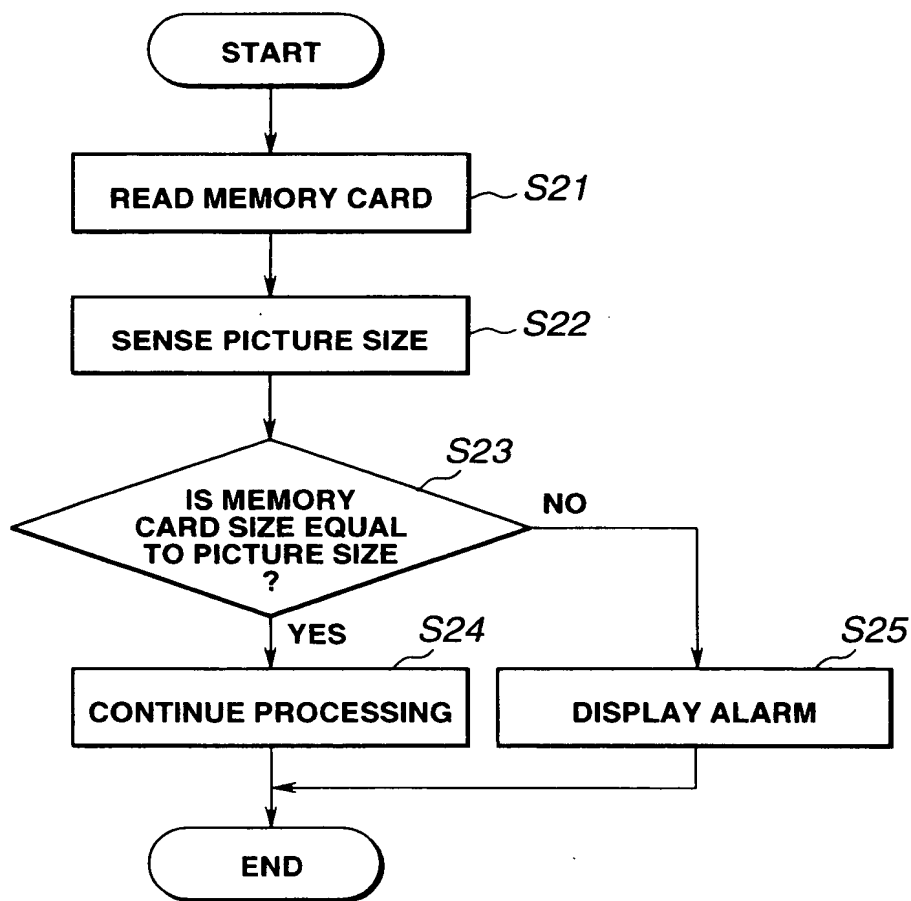 START
READ MEMORY CARD
S21
SENSE PICTURE SIZE
S22
S23
IS MEMORY
CARD SIZE EQUAL
TO PICTURE SIZE
?
NO
YES
S24
CONTINUE PROCESSING
S25
DISPLAY ALARM
END